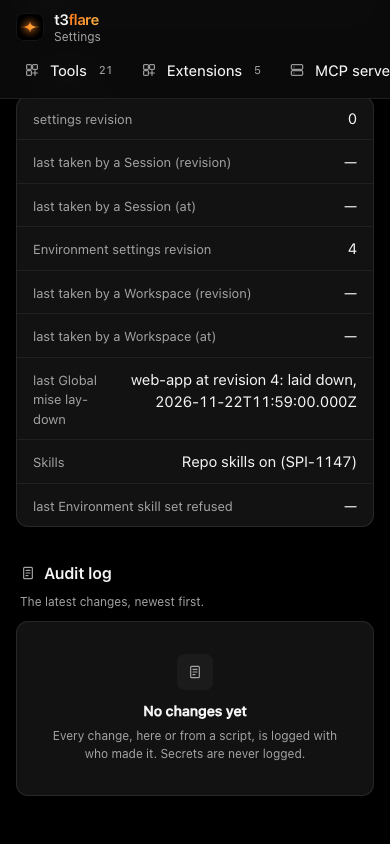 t3flare
Settings
Tools 21 Extensions 5 MCP serve
settings revision 0
last taken by a Session (revision) —
last taken by a Session (at) —
Environment settings revision 4
last taken by a Workspace (revision) —
last taken by a Workspace (at) —
last Global web-app at revision 4: laid down,
mise lay- 2026-11-22T11:59:00.000Z
down
Skills Repo skills on (SPI-1147)
last Environment skill set refused —
Audit log
The latest changes, newest first.
No changes yet
Every change, here or from a script, is logged with
who made it. Secrets are never logged.